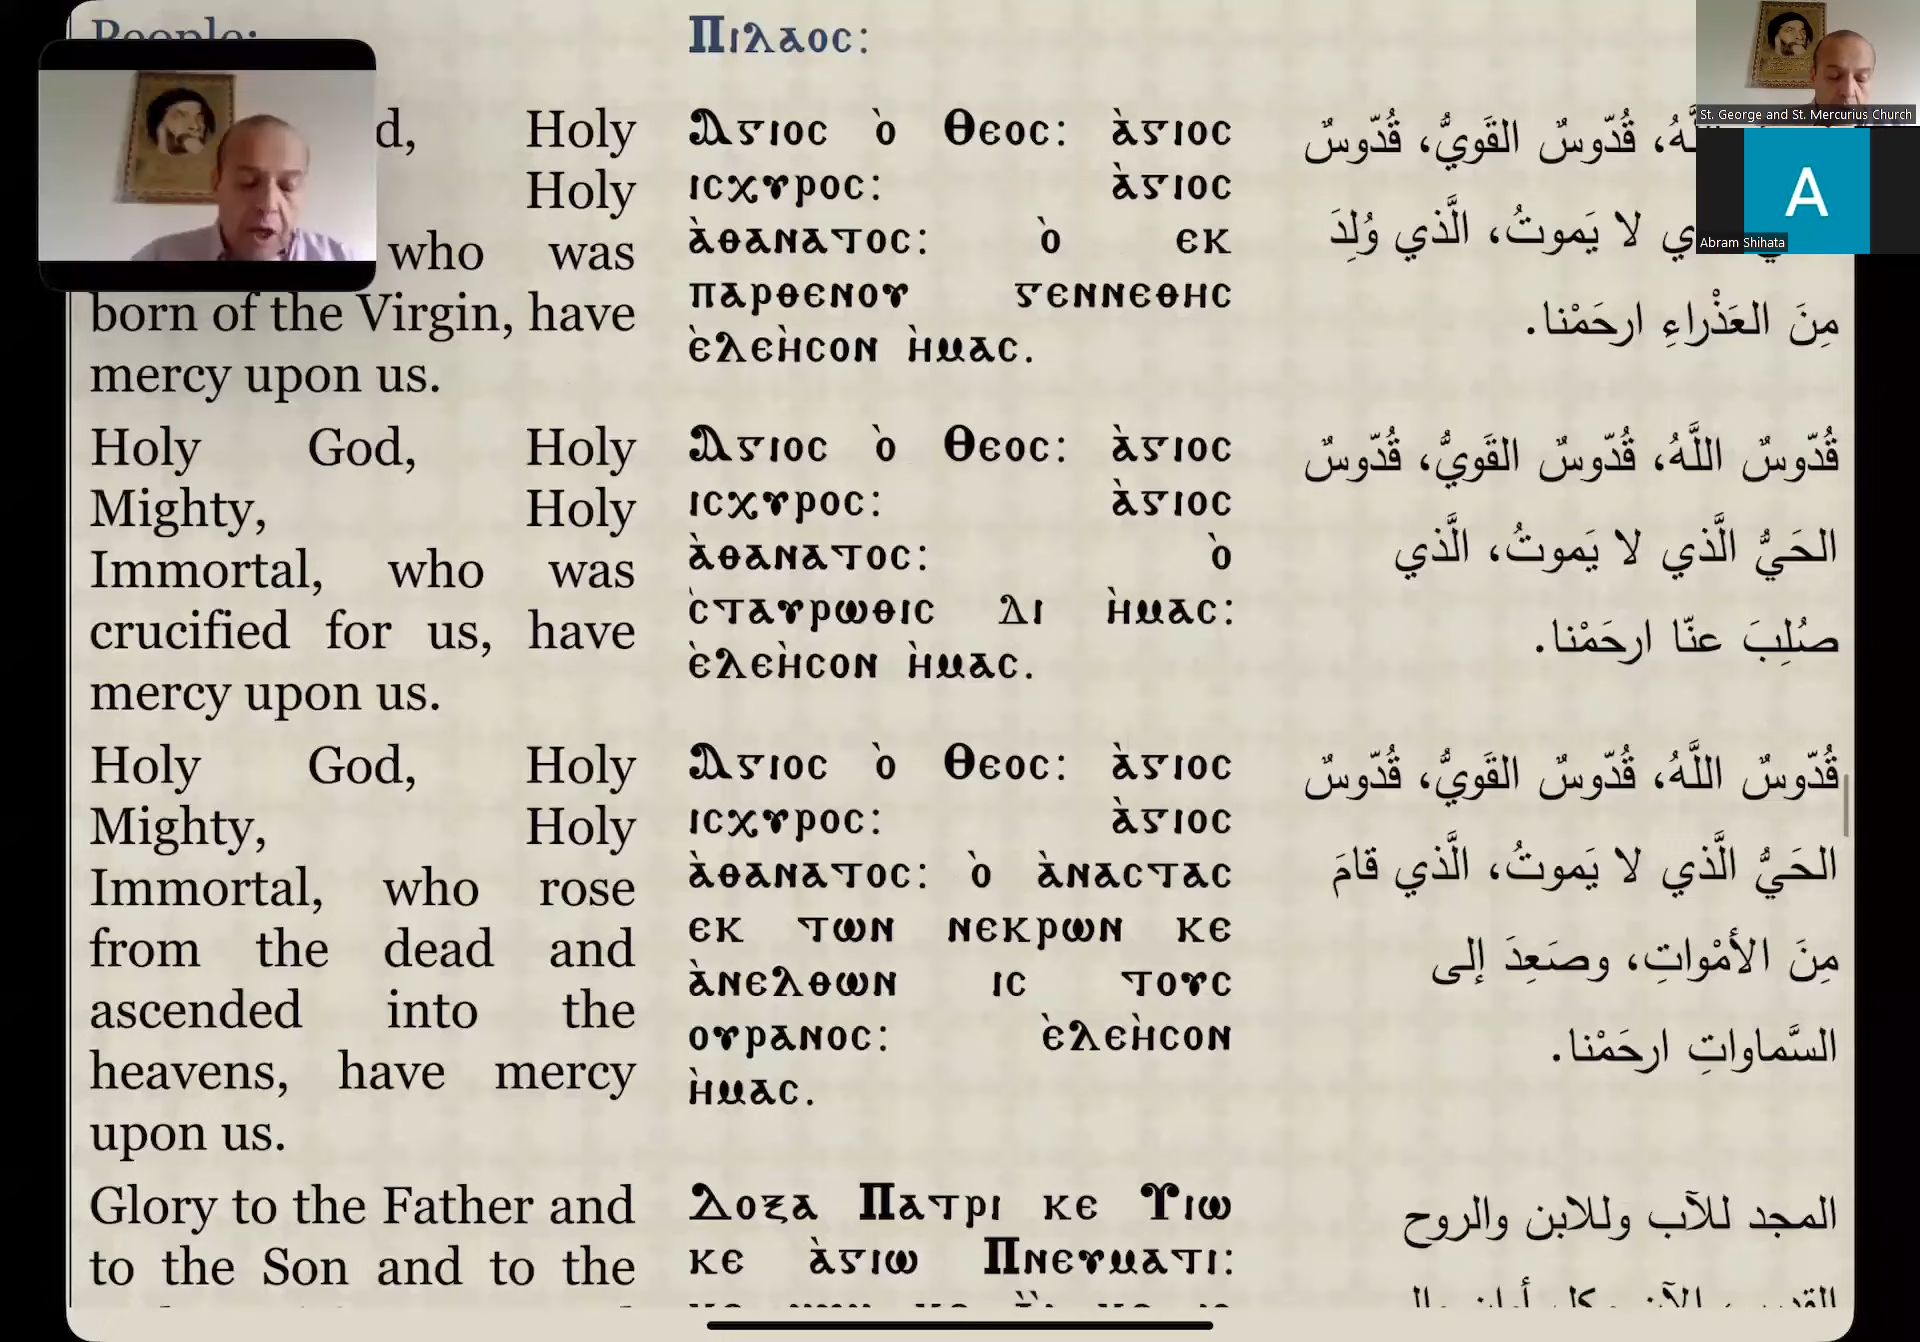 People:
d, Holy
Holy
who was
born of the Virgin, have
mercy upon us.
Holy God, Holy
Mighty, Holy
Immortal, who was
crucified for us, have
mercy upon us.
Holy God, Holy
Mighty, Holy
Immortal, who rose
from the dead and
ascended into the
heavens, have mercy
upon us.
Glory to the Father and
to the Son and to the
Ⲡⲓⲗⲁⲟⲥ:
Ⲁⲅⲓⲟⲥ ⲟ̀ Ⲑⲉⲟⲥ: ⲁ̀ⲅⲓⲟⲥ
ⲓⲥⲭⲩⲣⲟⲥ: ⲁ̀ⲅⲓⲟⲥ
ⲁ̀ⲑⲁⲛⲁⲧⲟⲥ: ⲟ̀ ⲉⲕ
ⲡⲁⲣⲑⲉⲛⲟⲩ ⲅⲉⲛⲛⲉⲑⲏⲥ
ⲉ̀ⲗⲉⲏ̀ⲥⲟⲛ ⲏ̀ⲙⲁⲥ.
Ⲁⲅⲓⲟⲥ ⲟ̀ Ⲑⲉⲟⲥ: ⲁ̀ⲅⲓⲟⲥ
ⲓⲥⲭⲩⲣⲟⲥ: ⲁ̀ⲅⲓⲟⲥ
ⲁ̀ⲑⲁⲛⲁⲧⲟⲥ: ⲟ̀
ⲥ̀ⲧⲁⲩⲣⲱⲑⲓⲥ ⲇⲓ ⲏ̀ⲙⲁⲥ:
ⲉ̀ⲗⲉⲏ̀ⲥⲟⲛ ⲏ̀ⲙⲁⲥ.
Ⲁⲅⲓⲟⲥ ⲟ̀ Ⲑⲉⲟⲥ: ⲁ̀ⲅⲓⲟⲥ
ⲓⲥⲭⲩⲣⲟⲥ: ⲁ̀ⲅⲓⲟⲥ
ⲁ̀ⲑⲁⲛⲁⲧⲟⲥ: ⲟ̀ ⲁ̀ⲛⲁⲥⲧⲁⲥ
ⲉⲕ ⲧⲱⲛ ⲛⲉⲕⲣⲱⲛ ⲕⲉ
ⲁ̀ⲛⲉⲗⲑⲱⲛ ⲓⲥ ⲧⲟⲩⲥ
ⲟⲩⲣⲁⲛⲟⲥ: ⲉ̀ⲗⲉⲏ̀ⲥⲟⲛ
ⲏ̀ⲙⲁⲥ.
Ⲇⲟⲝⲁ Ⲡⲁⲧⲣⲓ ⲕⲉ Ⲩⲓⲱ
ⲕⲉ ⲁ̀ⲅⲓⲱ Ⲡⲛⲉⲩⲙⲁⲧⲓ:
قُدّوسٌ القَويُّ، قُدّوسٌ
لا يَموتُ، الَّذي وُلِدَ
مِنَ العَذْراءِ ارحَمْنا.
قُدّوسٌ اللَّهُ، قُدّوسٌ القَويُّ، قُدّوسٌ
الحَيُّ الَّذي لا يَموتُ، الَّذي
صُلِبَ عنّا ارحَمْنا.
قُدّوسٌ اللَّهُ، قُدّوسٌ القَويُّ، قُدّوسٌ
الحَيُّ الَّذي لا يَموتُ، الَّذي قامَ
مِنَ الأمْواتِ، وصَعِدَ إلى
السَّماواتِ ارحَمْنا.
المجد للآب وللابن والروح
St. George and St. Mercurius Church
A
Abram Shihata